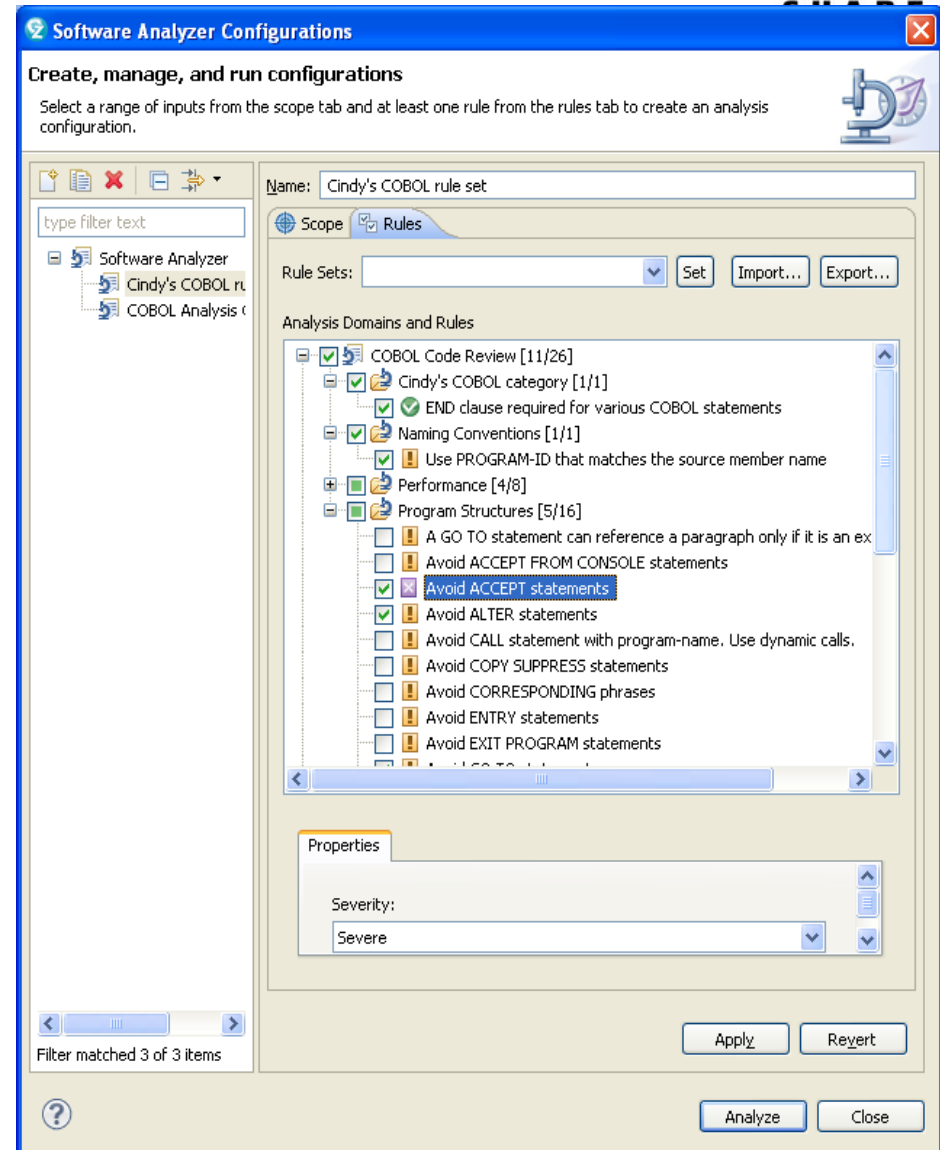 Software Analyzer Configurations
Create, manage, and run configurations
Select a range of inputs from the scope tab and at least one rule from the rules tab to create an analysis
configuration.
type filter text
Software Analyzer
Cindy's COBOL ru
COBOL Analysis
Filter matched 3 of 3 items
Name: Cindy's COBOL rule set
Scope Rules
Rule Sets: Set Import... Export...
Analysis Domains and Rules
COBOL Code Review [11/26]
Cindy's COBOL category [1/1]
END clause required for various COBOL statements
Naming Conventions [1/1]
Use PROGRAM-ID that matches the source member name
Performance [4/8]
Program Structures [5/16]
A GO TO statement can reference a paragraph only if it is an ex
Avoid ACCEPT FROM CONSOLE statements
Avoid ACCEPT statements
Avoid ALTER statements
Avoid CALL statement with program-name. Use dynamic calls.
Avoid COPY SUPPRESS statements
Avoid CORRESPONDING phrases
Avoid ENTRY statements
Avoid EXIT PROGRAM statements
Properties
Severity:
Severe
Apply Revert
? Analyze Close